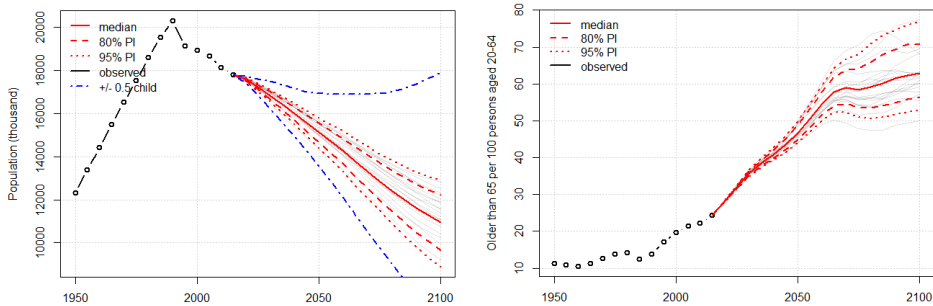 Population (thousand)
20000
18000
16000
14000
12000
10000
median
80% PI
95% PI
observed
+/- 0.5 child
1950
2000
2050
2100
Older than 65 per 100 persons aged 20-64
80
70
60
50
40
30
20
10
median
80% PI
95% PI
observed
1950
2000
2050
2100